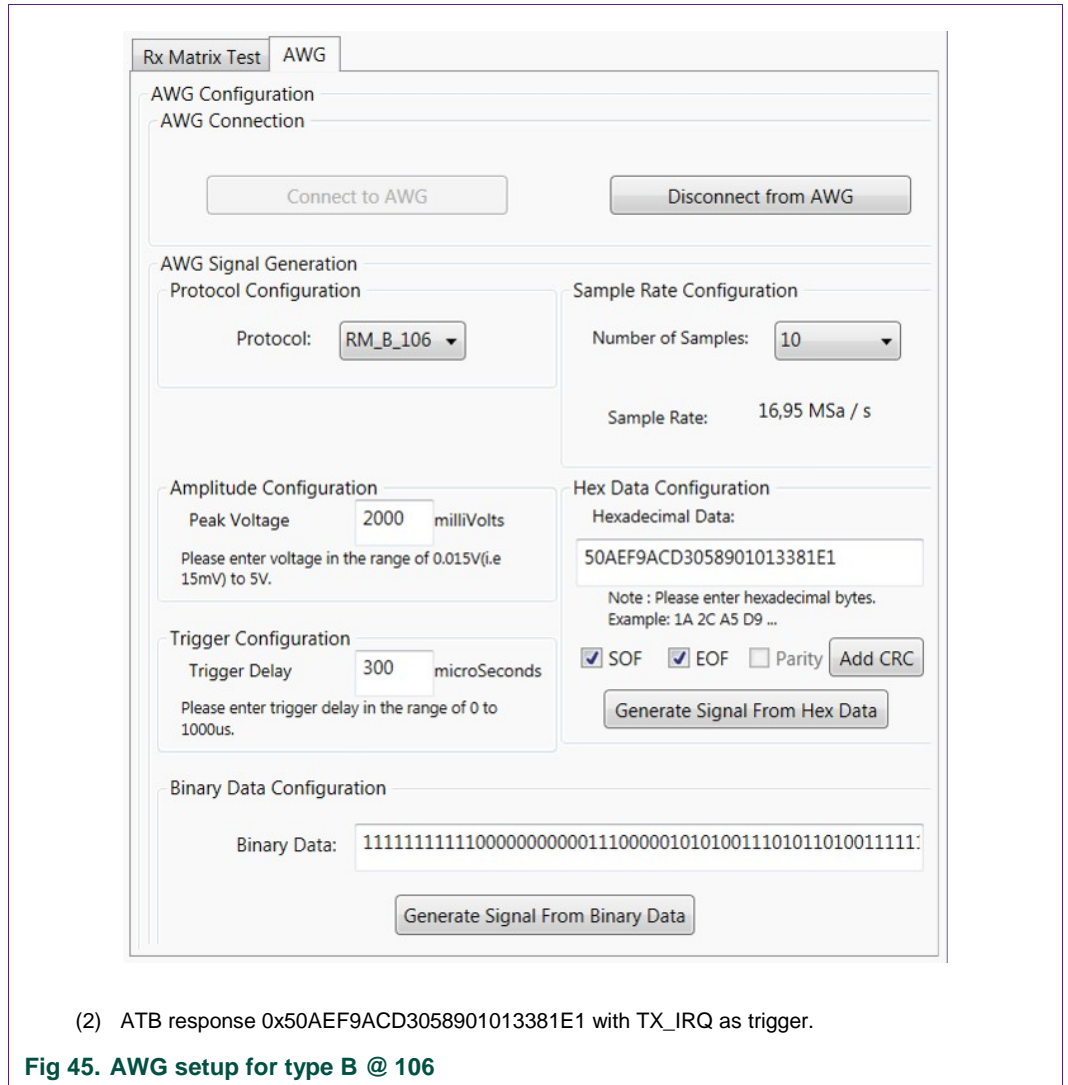 Rx Matrix Test AWG
AWG Configuration
AWG Connection
Connect to AWG Disconnect from AWG
AWG Signal Generation
Protocol Configuration Sample Rate Configuration
Protocol: RM_B_106 Number of Samples: 10
Sample Rate: 16,95 MSa / s
Amplitude Configuration Hex Data Configuration
Peak Voltage 2000 milliVolts Hexadecimal Data:
Please enter voltage in the range of 0.015V(i.e
15mV) to 5V.
50AEF9ACD3058901013381E1
Note : Please enter hexadecimal bytes.
Example: 1A 2C A5 D9 ...
Trigger Configuration
SOF EOF Parity Add CRC
Trigger Delay 300 microSeconds
Please enter trigger delay in the range of 0 to
1000us.
Generate Signal From Hex Data
Binary Data Configuration
Binary Data: 1111111111100000000000111000001010100111010110100111111
Generate Signal From Binary Data
(2) ATB response 0x50AEF9ACD3058901013381E1 with TX_IRQ as trigger.
Fig 45. AWG setup for type B @ 106